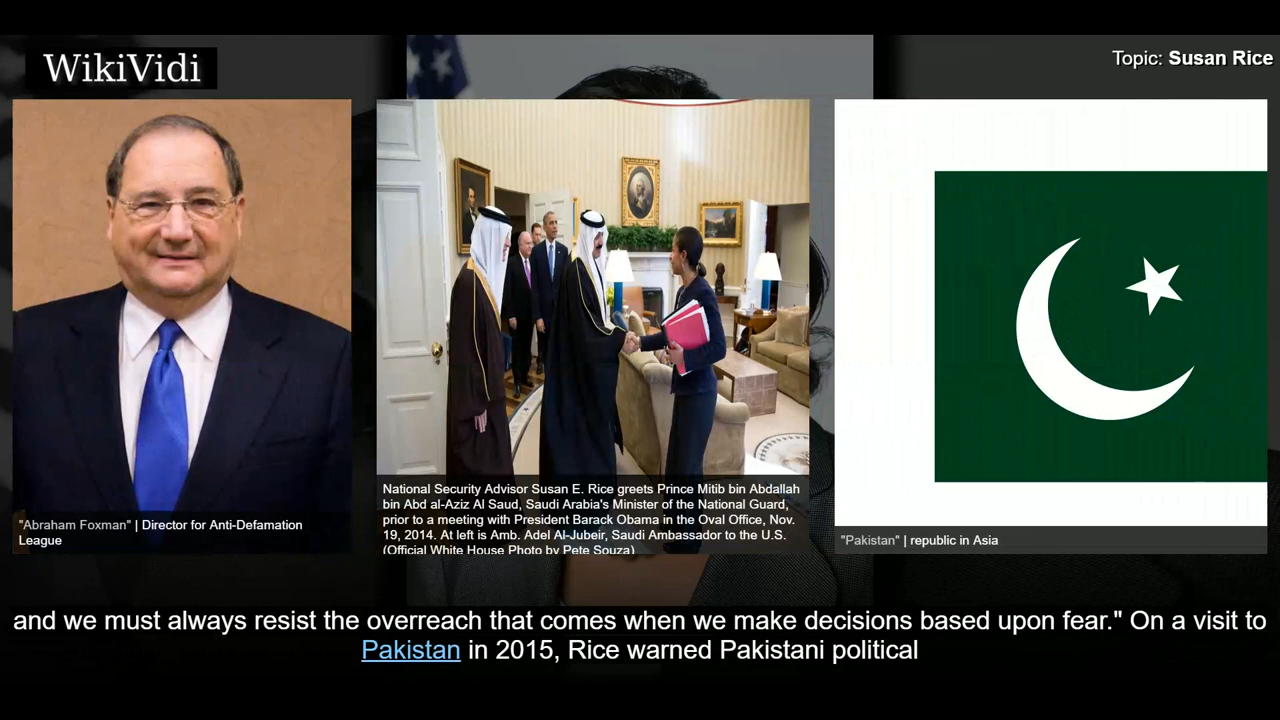 WikiVidi
Topic: Susan Rice
"Abraham Foxman" | Director for Anti-Defamation
League
National Security Advisor Susan E. Rice greets Prince Mitib bin Abdallah
bin Abd al-Aziz Al Saud, Saudi Arabia's Minister of the National Guard,
prior to a meeting with President Barack Obama in the Oval Office, Nov.
19, 2014. At left is Amb. Adel Al-Jubeir, Saudi Ambassador to the U.S.
(Official White House Photo by Pete Souza)
"Pakistan" | republic in Asia
and we must always resist the overreach that comes when we make decisions based upon fear." On a visit to
Pakistan in 2015, Rice warned Pakistani political